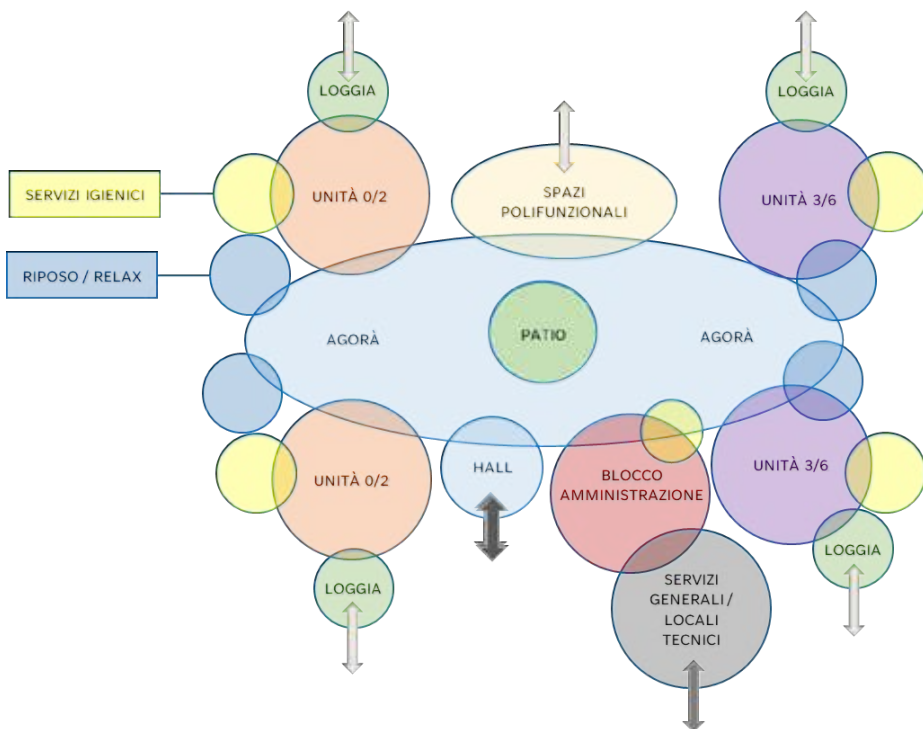 LOGGIA
LOGGIA
SERVIZI IGIENICI
UNITÀ 0/2
SPAZI
POLIFUNZIONALI
UNITÀ 3/6
RIPOSO / RELAX
AGORÀ
PATIO
AGORÀ
UNITÀ 0/2
HALL
BLOCCO
AMMINISTRAZIONE
UNITÀ 3/6
LOGGIA
LOGGIA
SERVIZI
GENERALI /
LOCALI
TECNICI